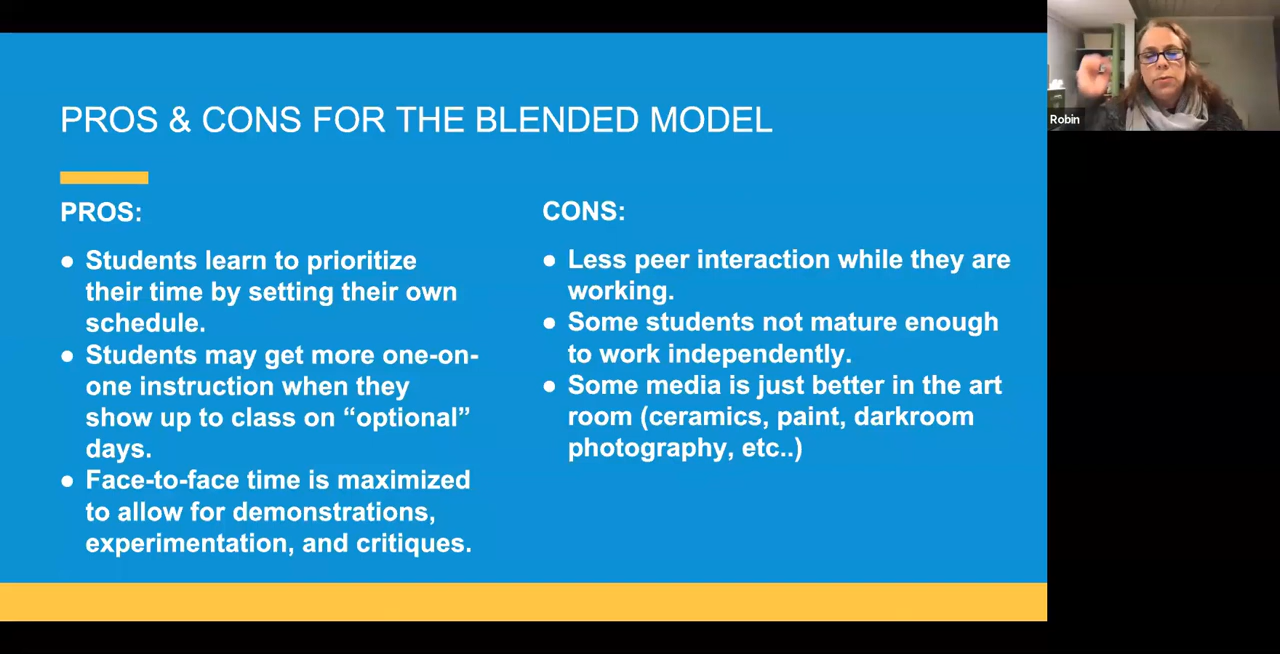 PROS & CONS FOR THE BLENDED MODEL
PROS:
● Students learn to prioritize
their time by setting their own
schedule.
● Students may get more one-on-
one instruction when they
show up to class on “optional”
days.
● Face-to-face time is maximized
to allow for demonstrations,
experimentation, and critiques.
CONS:
● Less peer interaction while they are
working.
● Some students not mature enough
to work independently.
● Some media is just better in the art
room (ceramics, paint, darkroom
photography, etc..)
Robin